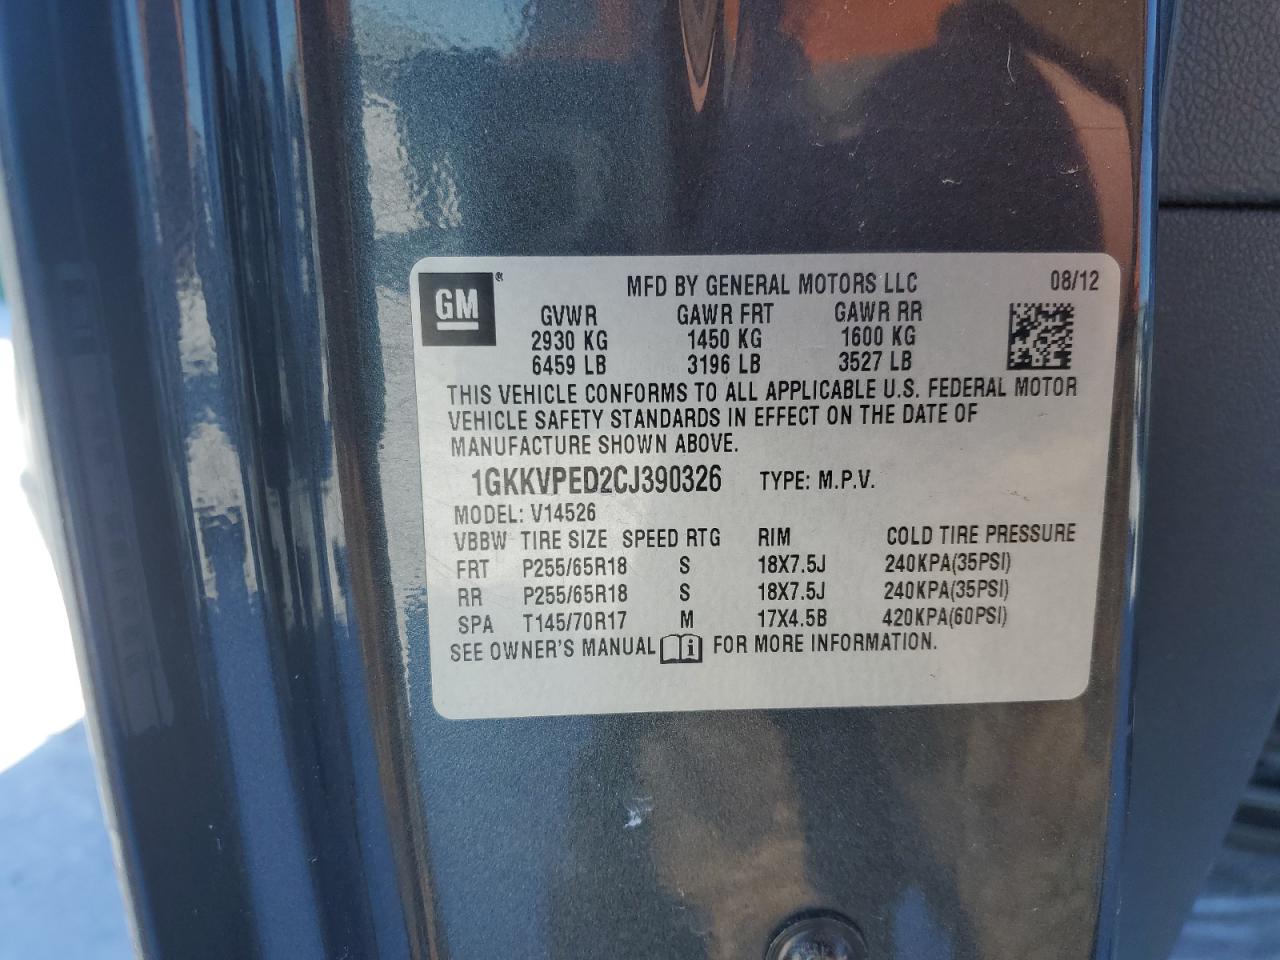 GM®
MFD BY GENERAL MOTORS LLC 08/12
GVWR GAWR FRT GAWR RR
2930 KG 1450 KG 1600 KG
6459 LB 3196 LB 3527 LB
THIS VEHICLE CONFORMS TO ALL APPLICABLE U.S. FEDERAL MOTOR
VEHICLE SAFETY STANDARDS IN EFFECT ON THE DATE OF
MANUFACTURE SHOWN ABOVE.
1GKKVPED2CJ390326 TYPE: M.P.V.
MODEL: V14526
VBBW TIRE SIZE SPEED RTG RIM COLD TIRE PRESSURE
FRT P255/65R18 S 18X7.5J 240KPA(35PSI)
RR P255/65R18 S 18X7.5J 240KPA(35PSI)
SPA T145/70R17 M 17X4.5B 420KPA(60PSI)
SEE OWNER'S MANUAL i FOR MORE INFORMATION.